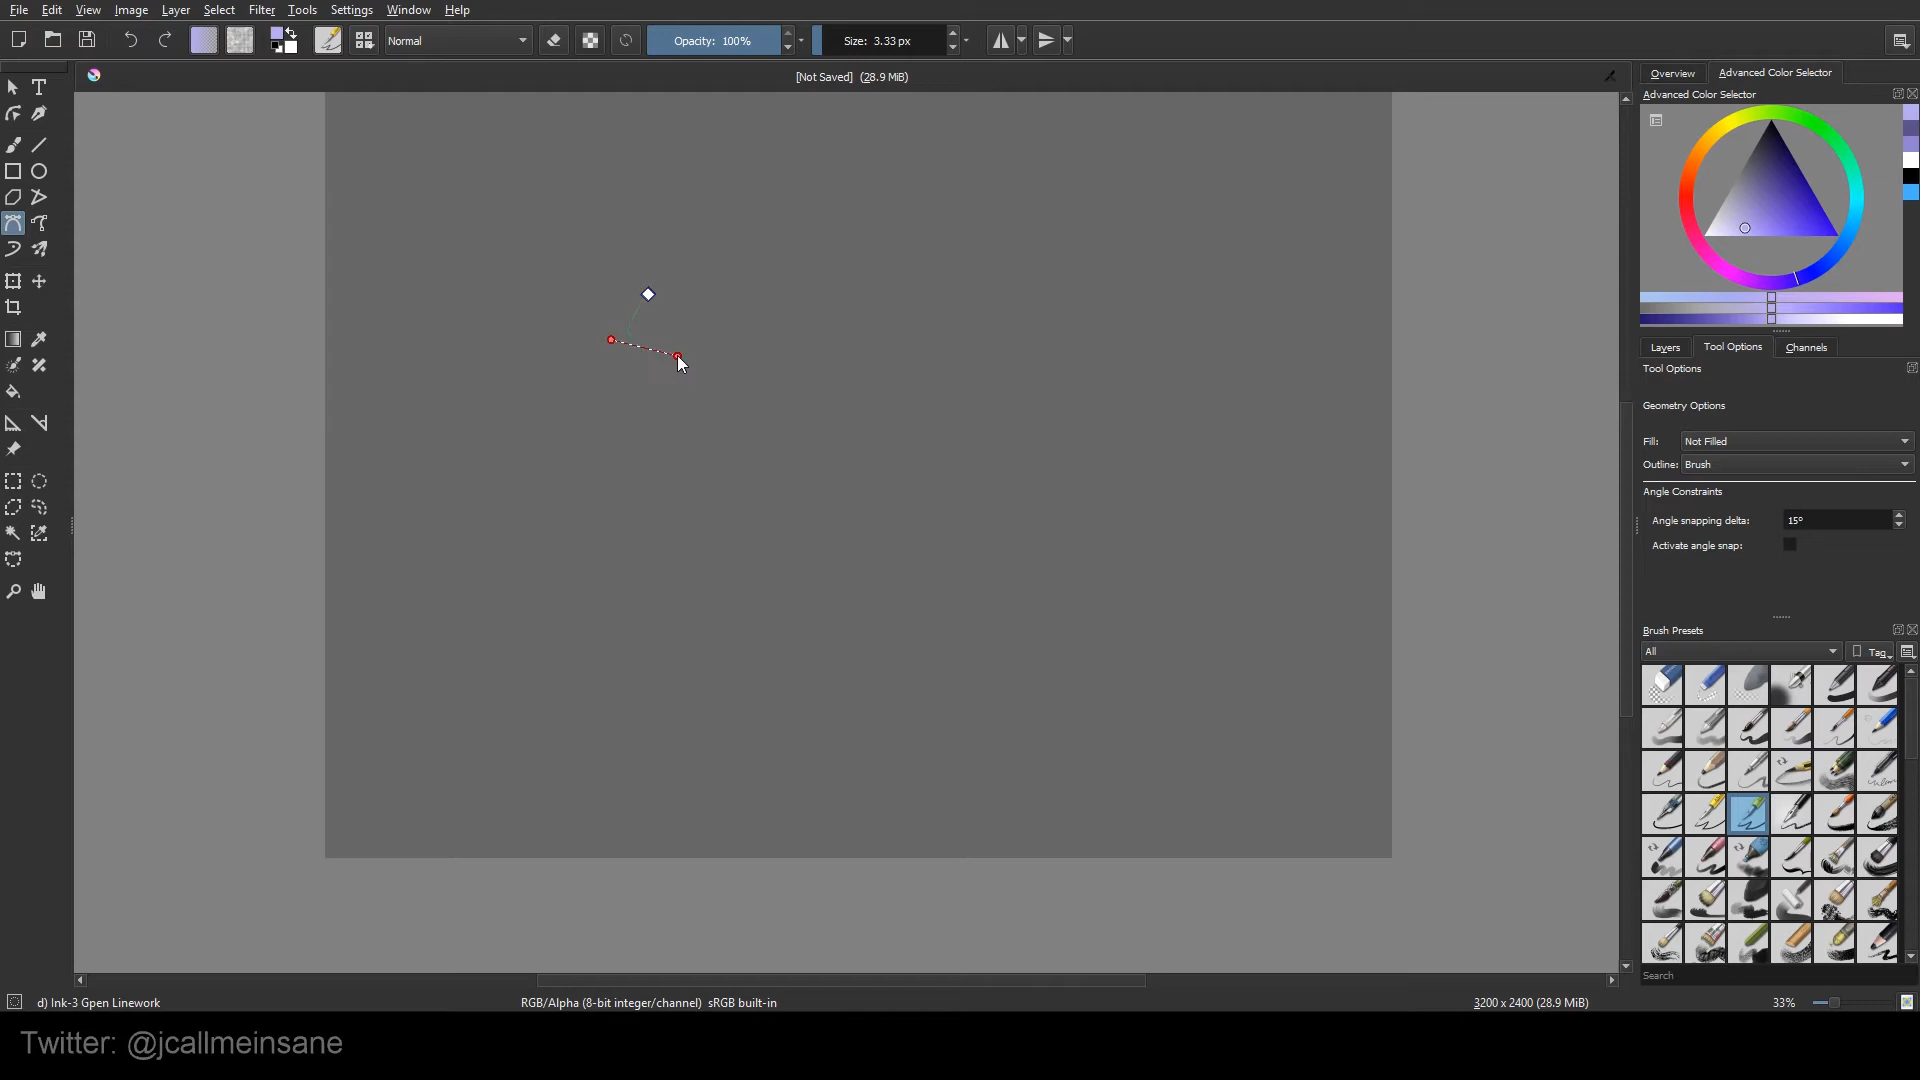 File Edit View Image Layer Select Filter Tools Settings Window Help
Normal Opacity: 100% Size: 3.33 px
[Not Saved] (28.9 MiB)
Overview Advanced Color Selector
Advanced Color Selector
Layers Tool Options Channels
Tool Options
Geometry Options
Fill: Not Filled
Outline: Brush
Angle Constraints
Angle snapping delta: 15°
Activate angle snap:
Brush Presets
All Tag
Search
d) Ink-3 Gpen Linework RGB/Alpha (8-bit integer/channel) sRGB built-in 3200 x 2400 (28.9 MiB) 33%
Twitter: @jcallmeinsane